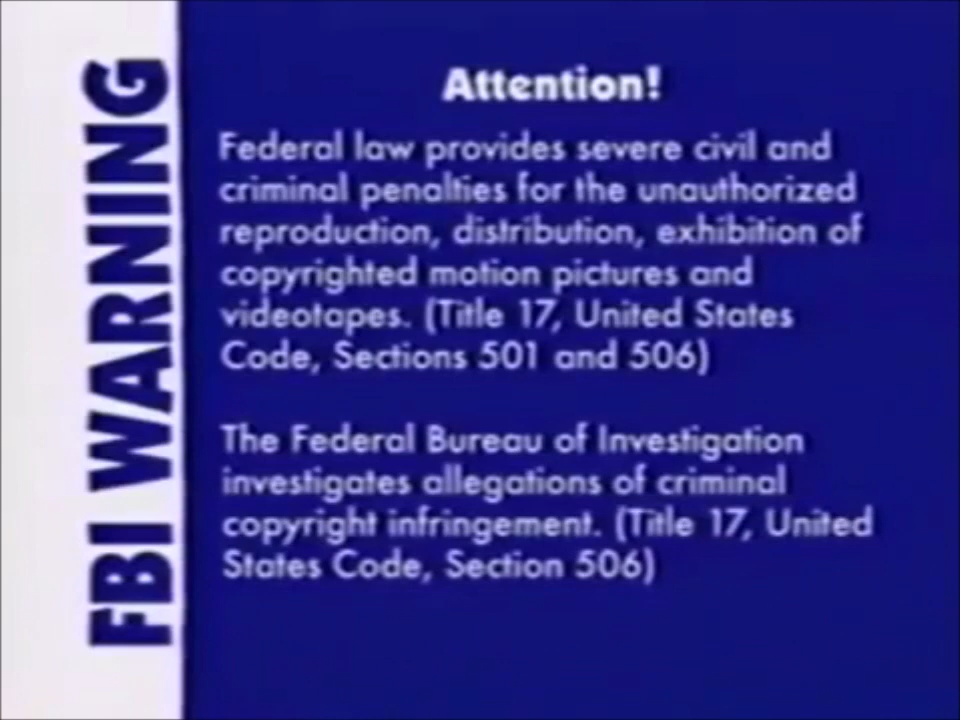 FBI WARNING
Attention!
Federal law provides severe civil and
criminal penalties for the unauthorized
reproduction, distribution, exhibition of
copyrighted motion pictures and
videotapes. (Title 17, United States
Code, Sections 501 and 506)
The Federal Bureau of Investigation
investigates allegations of criminal
copyright infringement. (Title 17, United
States Code, Section 506)